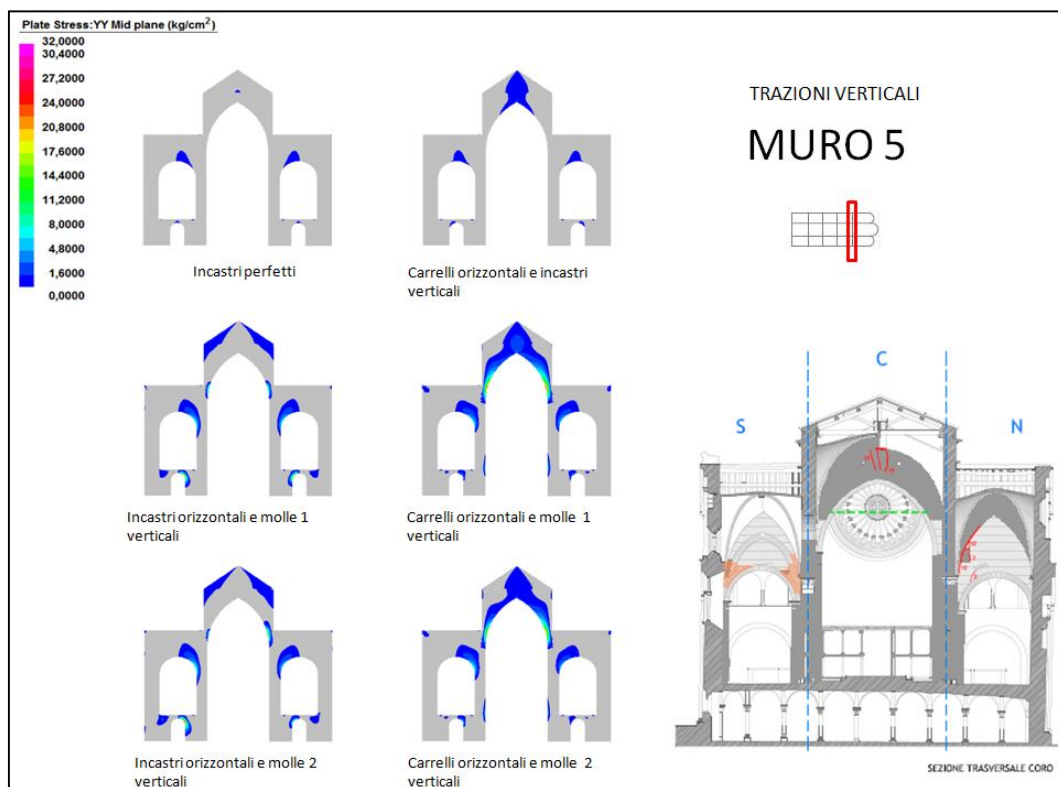 Plate Stress:YY Mid plane (kg/cm²)
32,0000
30,4000
27,2000
24,0000
20,8000
17,6000
14,4000
11,2000
8,0000
4,8000
1,6000
0,0000
Incastri perfetti
Carrelli orizzontali e incastri
verticali
TRAZIONI VERTICALI
MURO 5
Incastri orizzontali e molle 1
verticali
Carrelli orizzontali e molle 1
verticali
Incastri orizzontali e molle 2
verticali
Carrelli orizzontali e molle 2
verticali
C
S
N
SEZIONE TRASVERSALE CORO